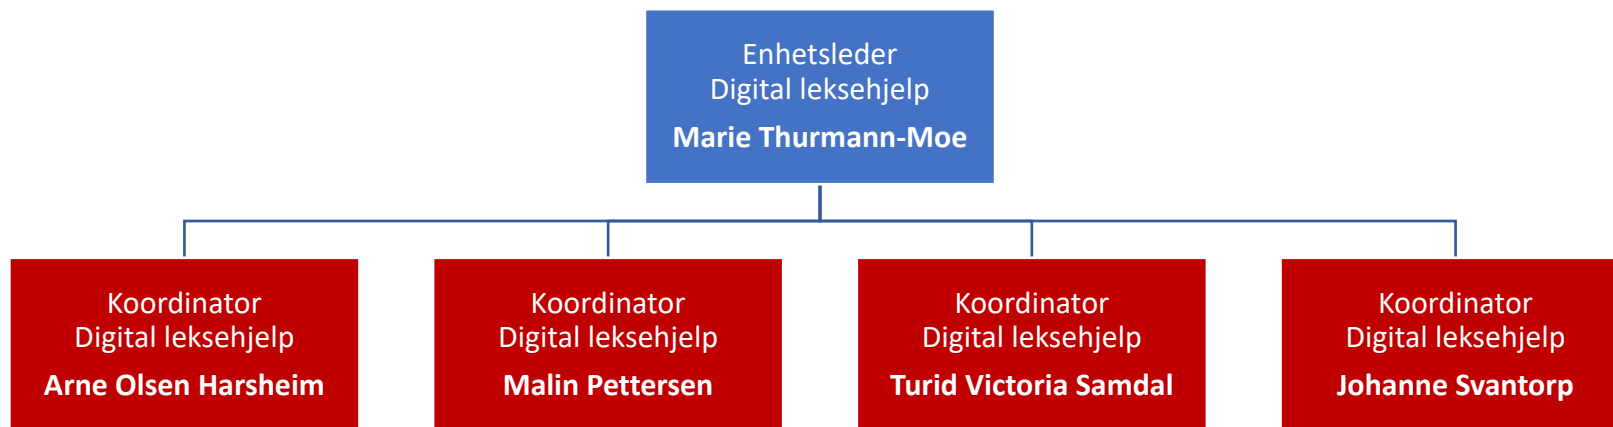 Enhetsleder
Digital leksehjelp
Marie Thurmann-Moe
Koordinator
Digital leksehjelp
Arne Olsen Harsheim
Koordinator
Digital leksehjelp
Malin Pettersen
Koordinator
Digital leksehjelp
Turid Victoria Samdal
Koordinator
Digital leksehjelp
Johanne Svantorp